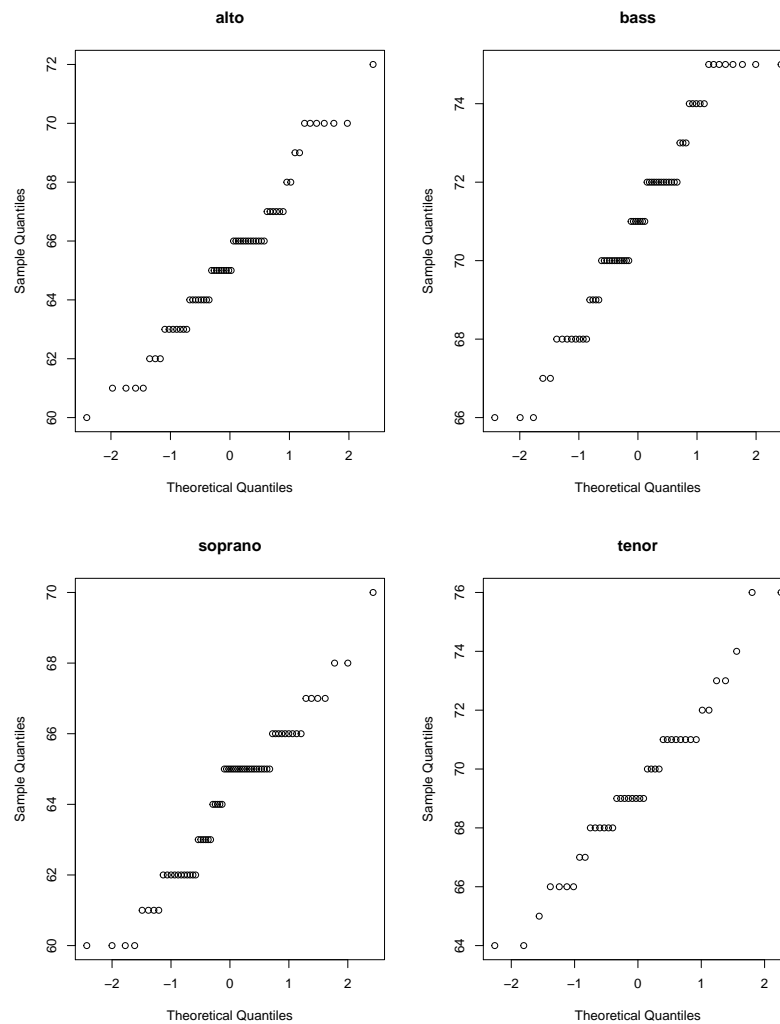 alto
72
70
68
66
64
62
60
Sample Quantiles
−2 −1 0 1 2
Theoretical Quantiles
bass
74
72
70
68
66
Sample Quantiles
−2 −1 0 1 2
Theoretical Quantiles
soprano
70
68
66
64
62
60
Sample Quantiles
−2 −1 0 1 2
Theoretical Quantiles
tenor
76
74
72
70
68
66
64
Sample Quantiles
−2 −1 0 1 2
Theoretical Quantiles